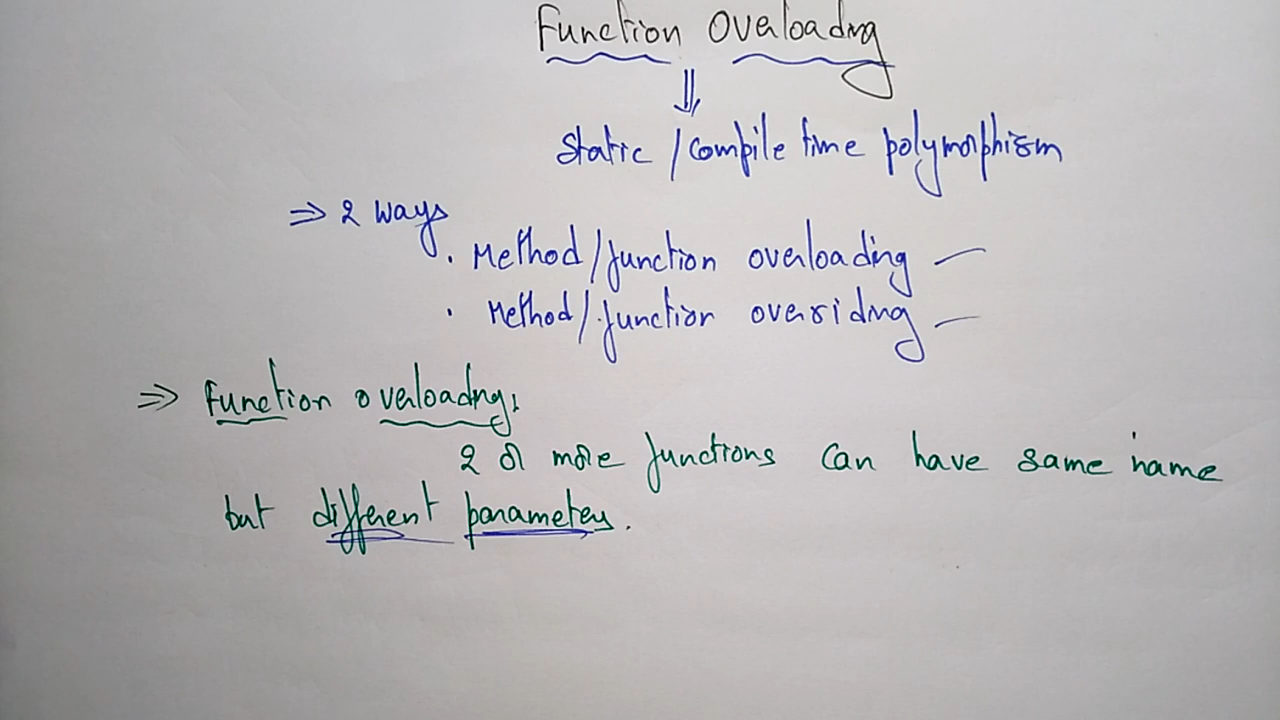 Function Overloading
⇓
Static / Compile time polymorphism
⇒ 2 ways
. Method/function overloading –
. Method/function overriding –
⇒ Function overloading:
2 or more functions can have same name
but different parameters.